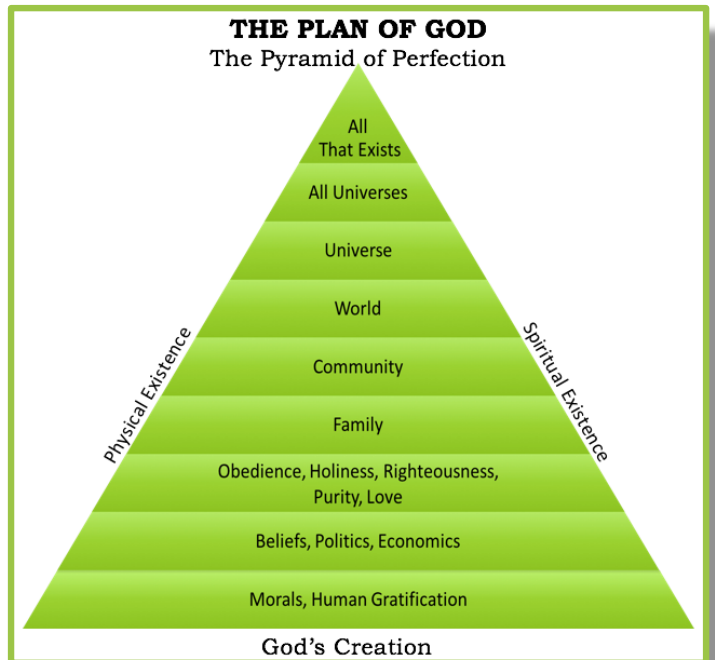 THE PLAN OF GOD
The Pyramid of Perfection
All
That Exists
All Universes
Universe
World
Physical Existence
Spiritual Existence
Community
Family
Obedience, Holiness, Righteousness,
Purity, Love
Beliefs, Politics, Economics
Morals, Human Gratification
God's Creation